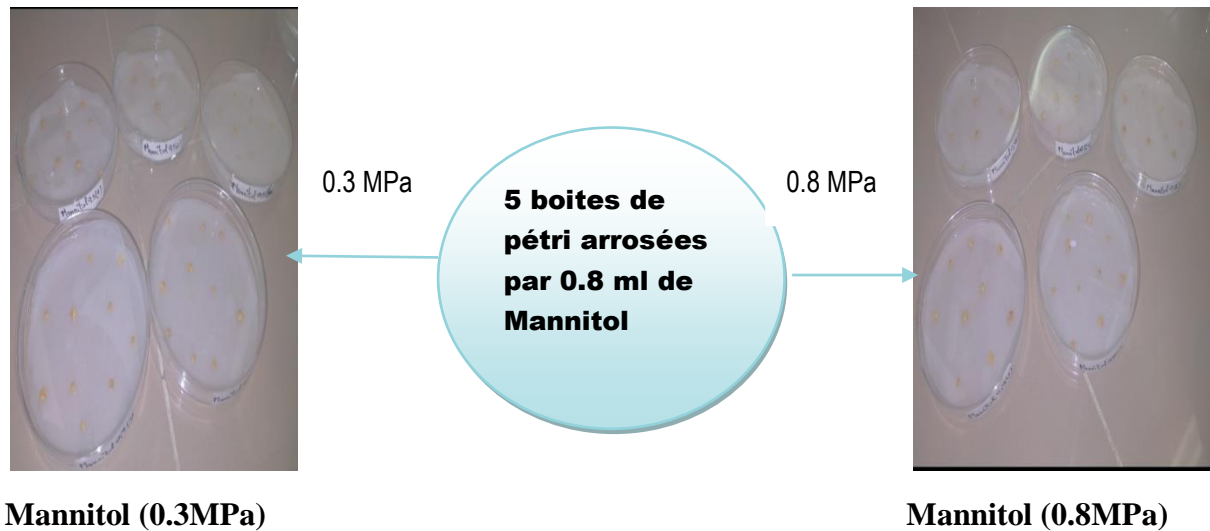 0.3 MPa
0.8 MPa
5 boites de
pétri arrosées
par 0.8 ml de
Mannitol
Mannitol (0.3MPa)
Mannitol (0.8MPa)